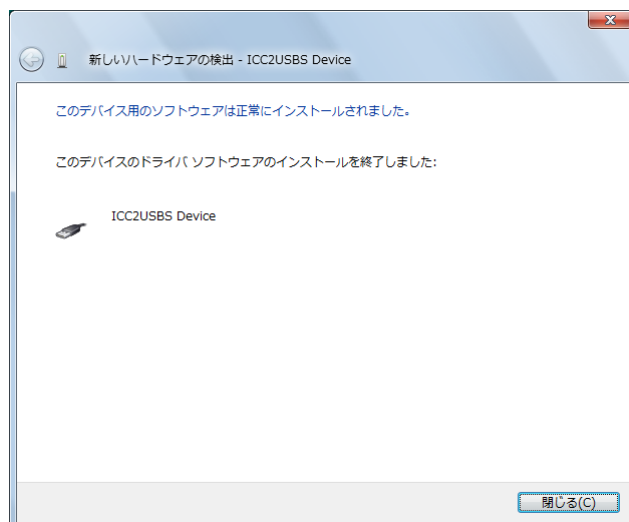 新しいハードウェアの検出 - ICC2USBS Device
このデバイス用のソフトウェアは正常にインストールされました。
このデバイスのドライバ ソフトウェアのインストールを終了しました:
ICC2USBS Device
閉じる(C)